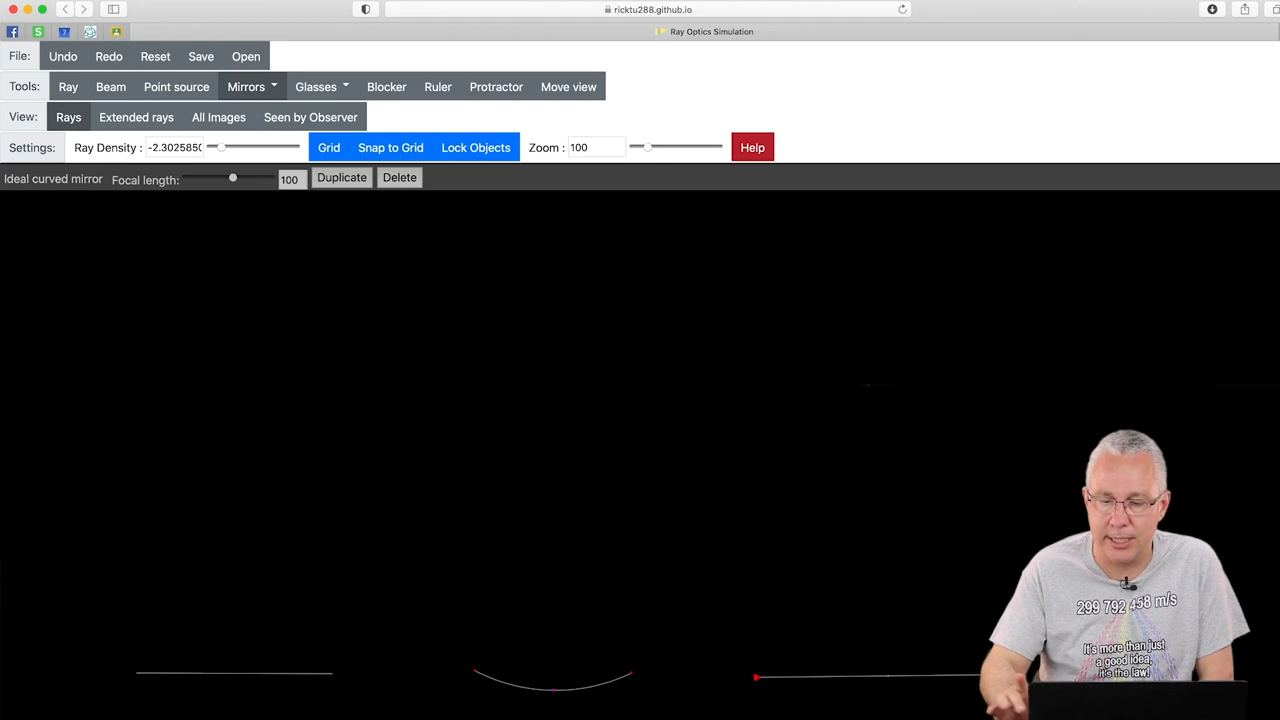 ricktu288.github.io
Ray Optics Simulation
File: Undo Redo Reset Save Open
Tools: Ray Beam Point source Mirrors Glasses Blocker Ruler Protractor Move view
View: Rays Extended rays All Images Seen by Observer
Settings: Ray Density : -2.3025850 Grid Snap to Grid Lock Objects Zoom : 100 Help
Ideal curved mirror Focal length: 100 Duplicate Delete
299 792 458 m/s
It's more than just
a good idea,
it's the law!